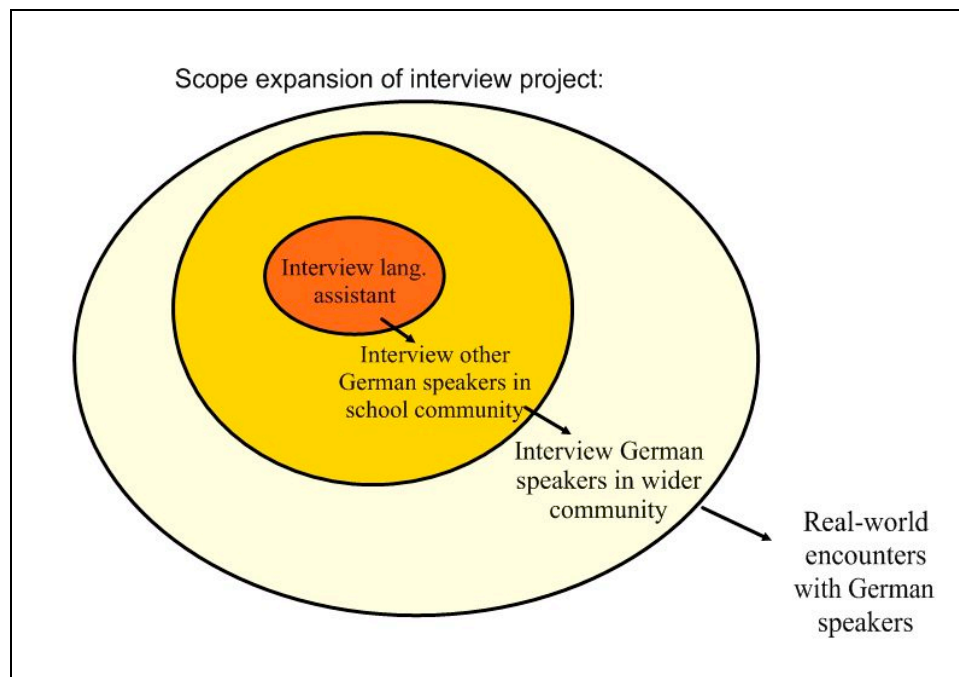 Scope expansion of interview project:
Interview lang.
assistant
Interview other
German speakers in
school community
Interview German
speakers in wider
community
Real-world
encounters
with German
speakers